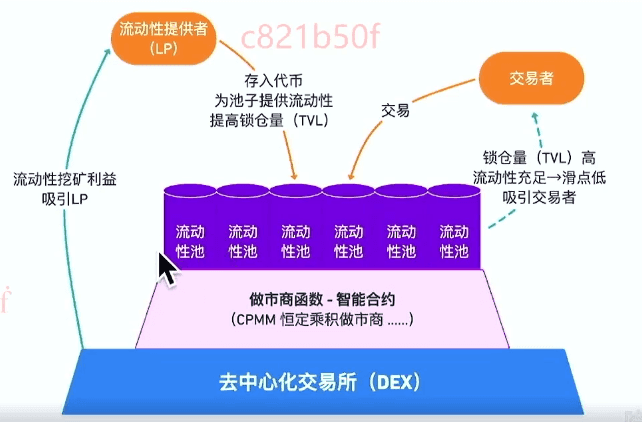 流动性提供者
（LP）
c821b50f
存入代币
为池子提供流动性
提高锁仓量（TVL）
交易
交易者
锁仓量（TVL）高
流动性充足→滑点低
吸引交易者
流动性挖矿利益
吸引LP
流动
性池
流动
性池
流动
性池
流动
性池
流动
性池
流动
性池
f
做市商函数 - 智能合约
（CPMM 恒定乘积做市商 ......）
去中心化交易所（DEX）